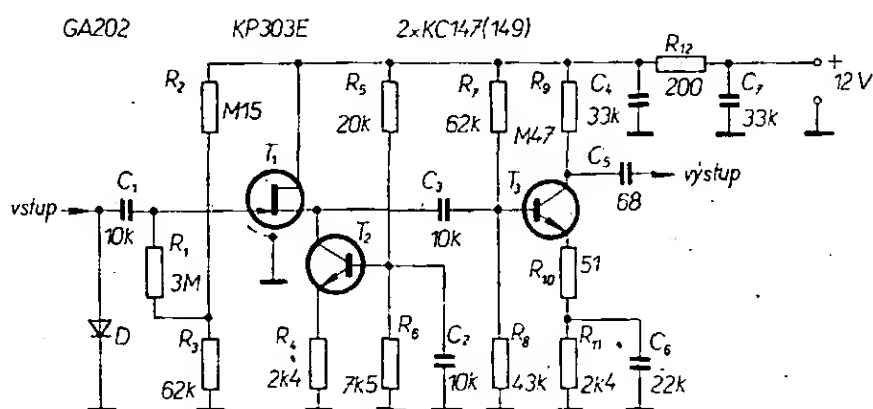 GA202 KP303E 2xKC147(149)
R₂
M15
R₅
20k
R₇
62k
R₉
M47
C₄
33k
R₁₂
200
C₇
33k
+
12V
vstup
C₁
10k
R₁
3M
T₁
T₂
C₃
10k
T₃
C₅
68
výstup
R₁₀
51
D
R₃
62k
R₄
2k4
R₆
7k5
C₂
10k
R₈
43k
R₁₁
2k4
C₆
22k